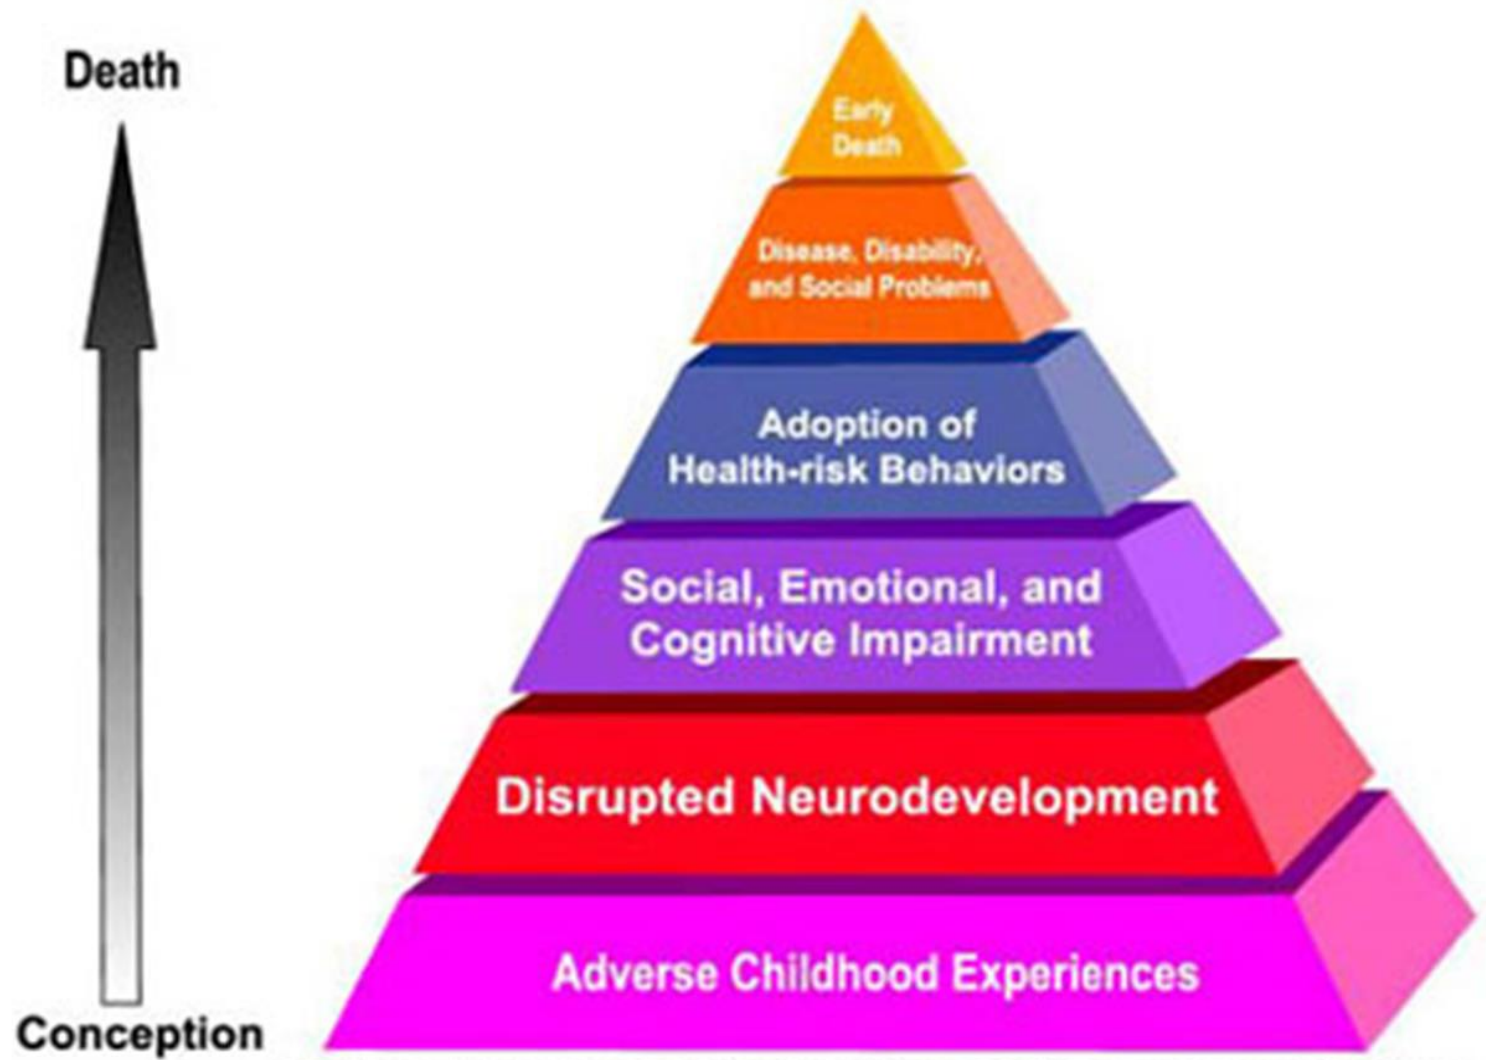 Death
Early
Death
Disease, Disability,
and Social Problems
Adoption of
Health-risk Behaviors
Social, Emotional, and
Cognitive Impairment
Disrupted Neurodevelopment
Adverse Childhood Experiences
Conception